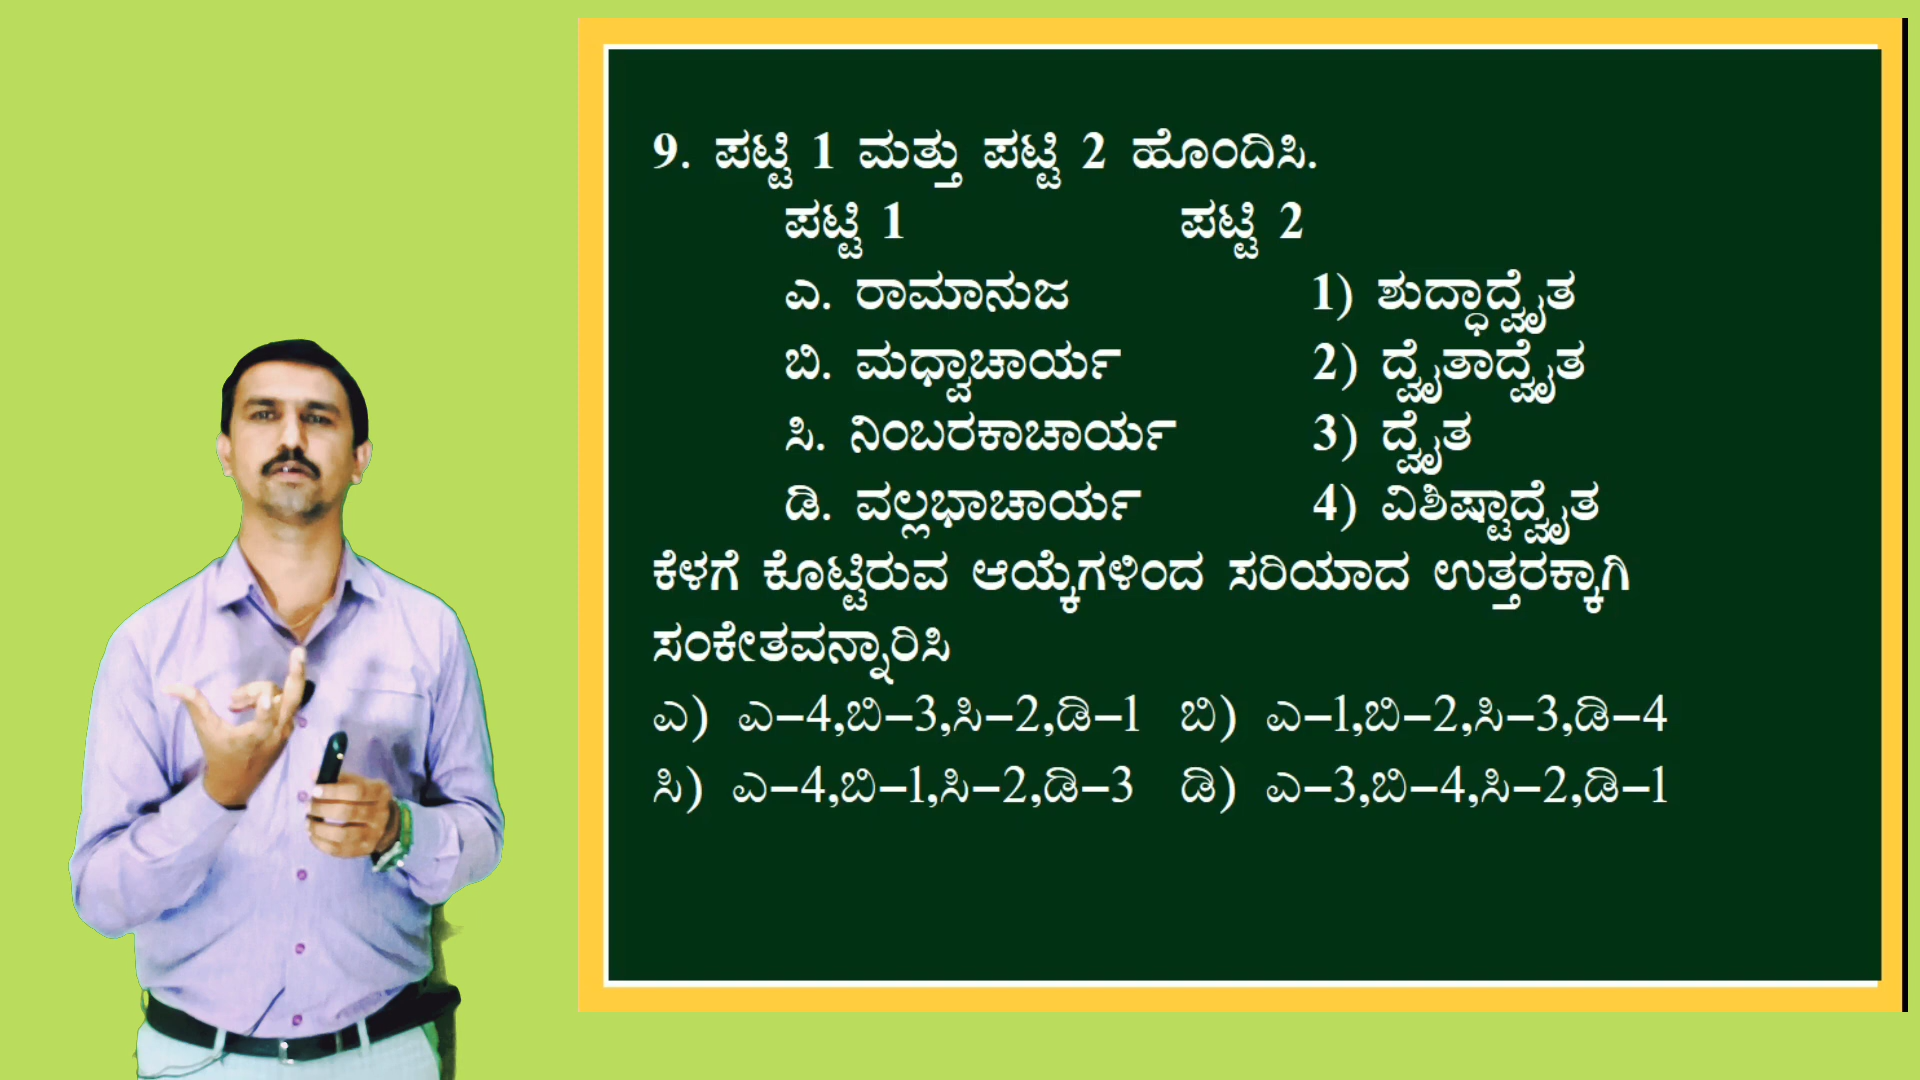 9. ಪಟ್ಟಿ 1 ಮತ್ತು ಪಟ್ಟಿ 2 ಹೊಂದಿಸಿ.
ಪಟ್ಟಿ 1 ಪಟ್ಟಿ 2
ಎ. ರಾಮಾನುಜ 1) ಶುದ್ಧಾದ್ವೈತ
ಬಿ. ಮಧ್ವಾಚಾರ್ಯ 2) ದ್ವೈತಾದ್ವೈತ
ಸಿ. ನಿಂಬರಕಾಚಾರ್ಯ 3) ದ್ವೈತ
ಡಿ. ವಲ್ಲಭಾಚಾರ್ಯ 4) ವಿಶಿಷ್ಟಾದ್ವೈತ
ಕೆಳಗೆ ಕೊಟ್ಟಿರುವ ಆಯ್ಕೆಗಳಿಂದ ಸರಿಯಾದ ಉತ್ತರಕ್ಕಾಗಿ
ಸಂಕೇತವನ್ನಾರಿಸಿ
ಎ) ಎ–4,ಬಿ–3,ಸಿ–2,ಡಿ–1 ಬಿ) ಎ–1,ಬಿ–2,ಸಿ–3,ಡಿ–4
ಸಿ) ಎ–4,ಬಿ–1,ಸಿ–2,ಡಿ–3 ಡಿ) ಎ–3,ಬಿ–4,ಸಿ–2,ಡಿ–1